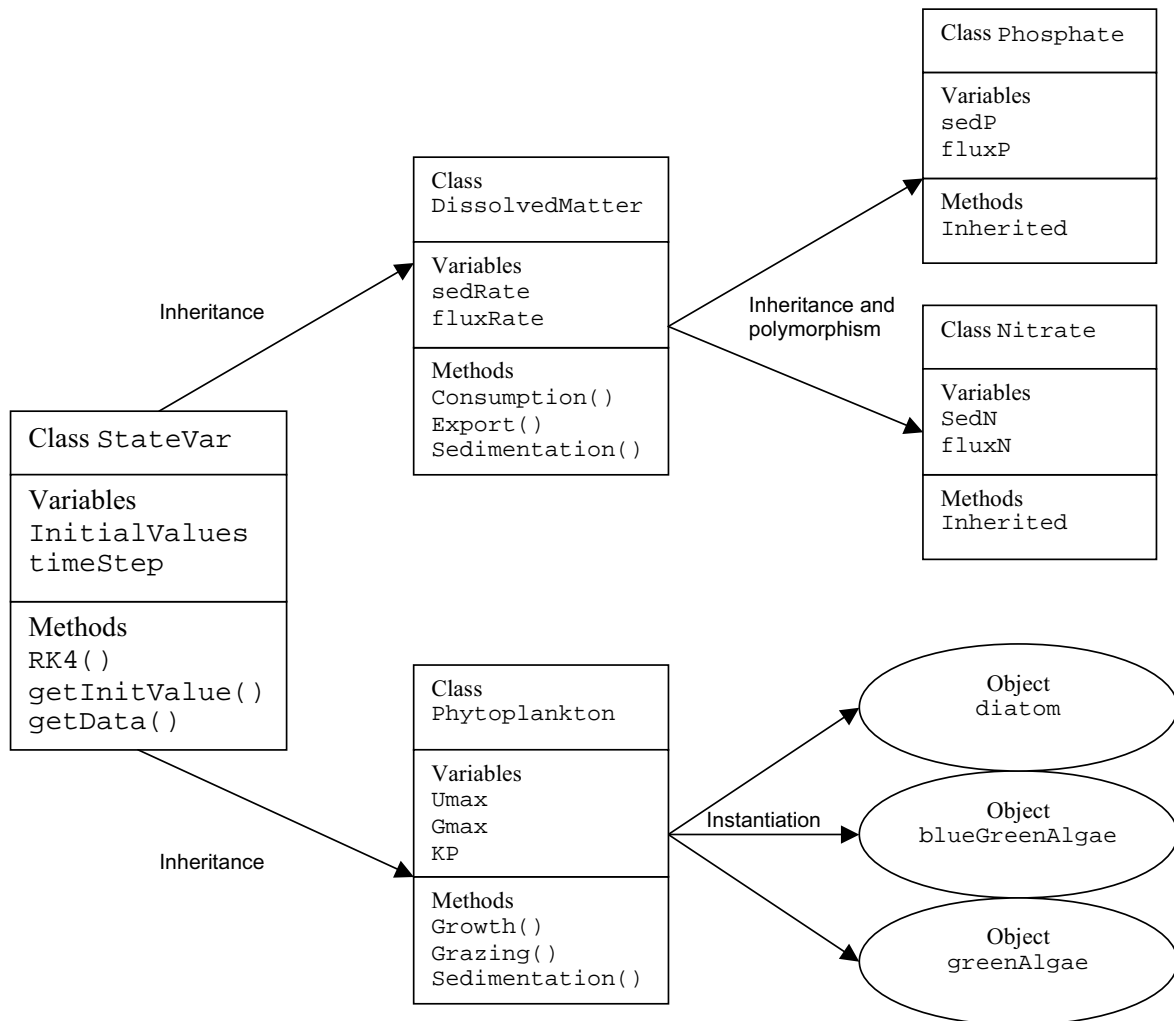 Class Phosphate
Variables
sedP
fluxP
Methods
Inherited
Class
DissolvedMatter
Variables
sedRate
fluxRate
Methods
Consumption()
Export()
Sedimentation()
Inheritance
Inheritance and
polymorphism
Class Nitrate
Variables
SedN
fluxN
Methods
Inherited
Class StateVar
Variables
InitialValues
timeStep
Methods
RK4()
getInitValue()
getData()
Inheritance
Class
Phytoplankton
Variables
Umax
Gmax
KP
Methods
Growth()
Grazing()
Sedimentation()
Instantiation
Object
diatom
Object
blueGreenAlgae
Object
greenAlgae